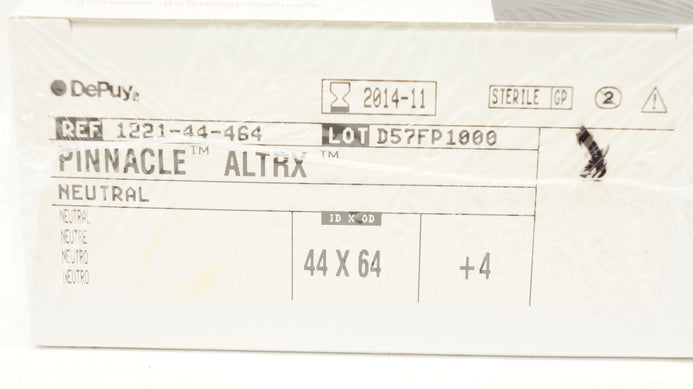 DePuy
2014-11
STERILE GP
2
REF 1221-44-464
LOT D57FP1000
PINNACLE™ ALTRX™
NEUTRAL
NEUTRAL
NEUTRE
NEUTRO
NEUTRO
ID X OD
44 X 64
+4